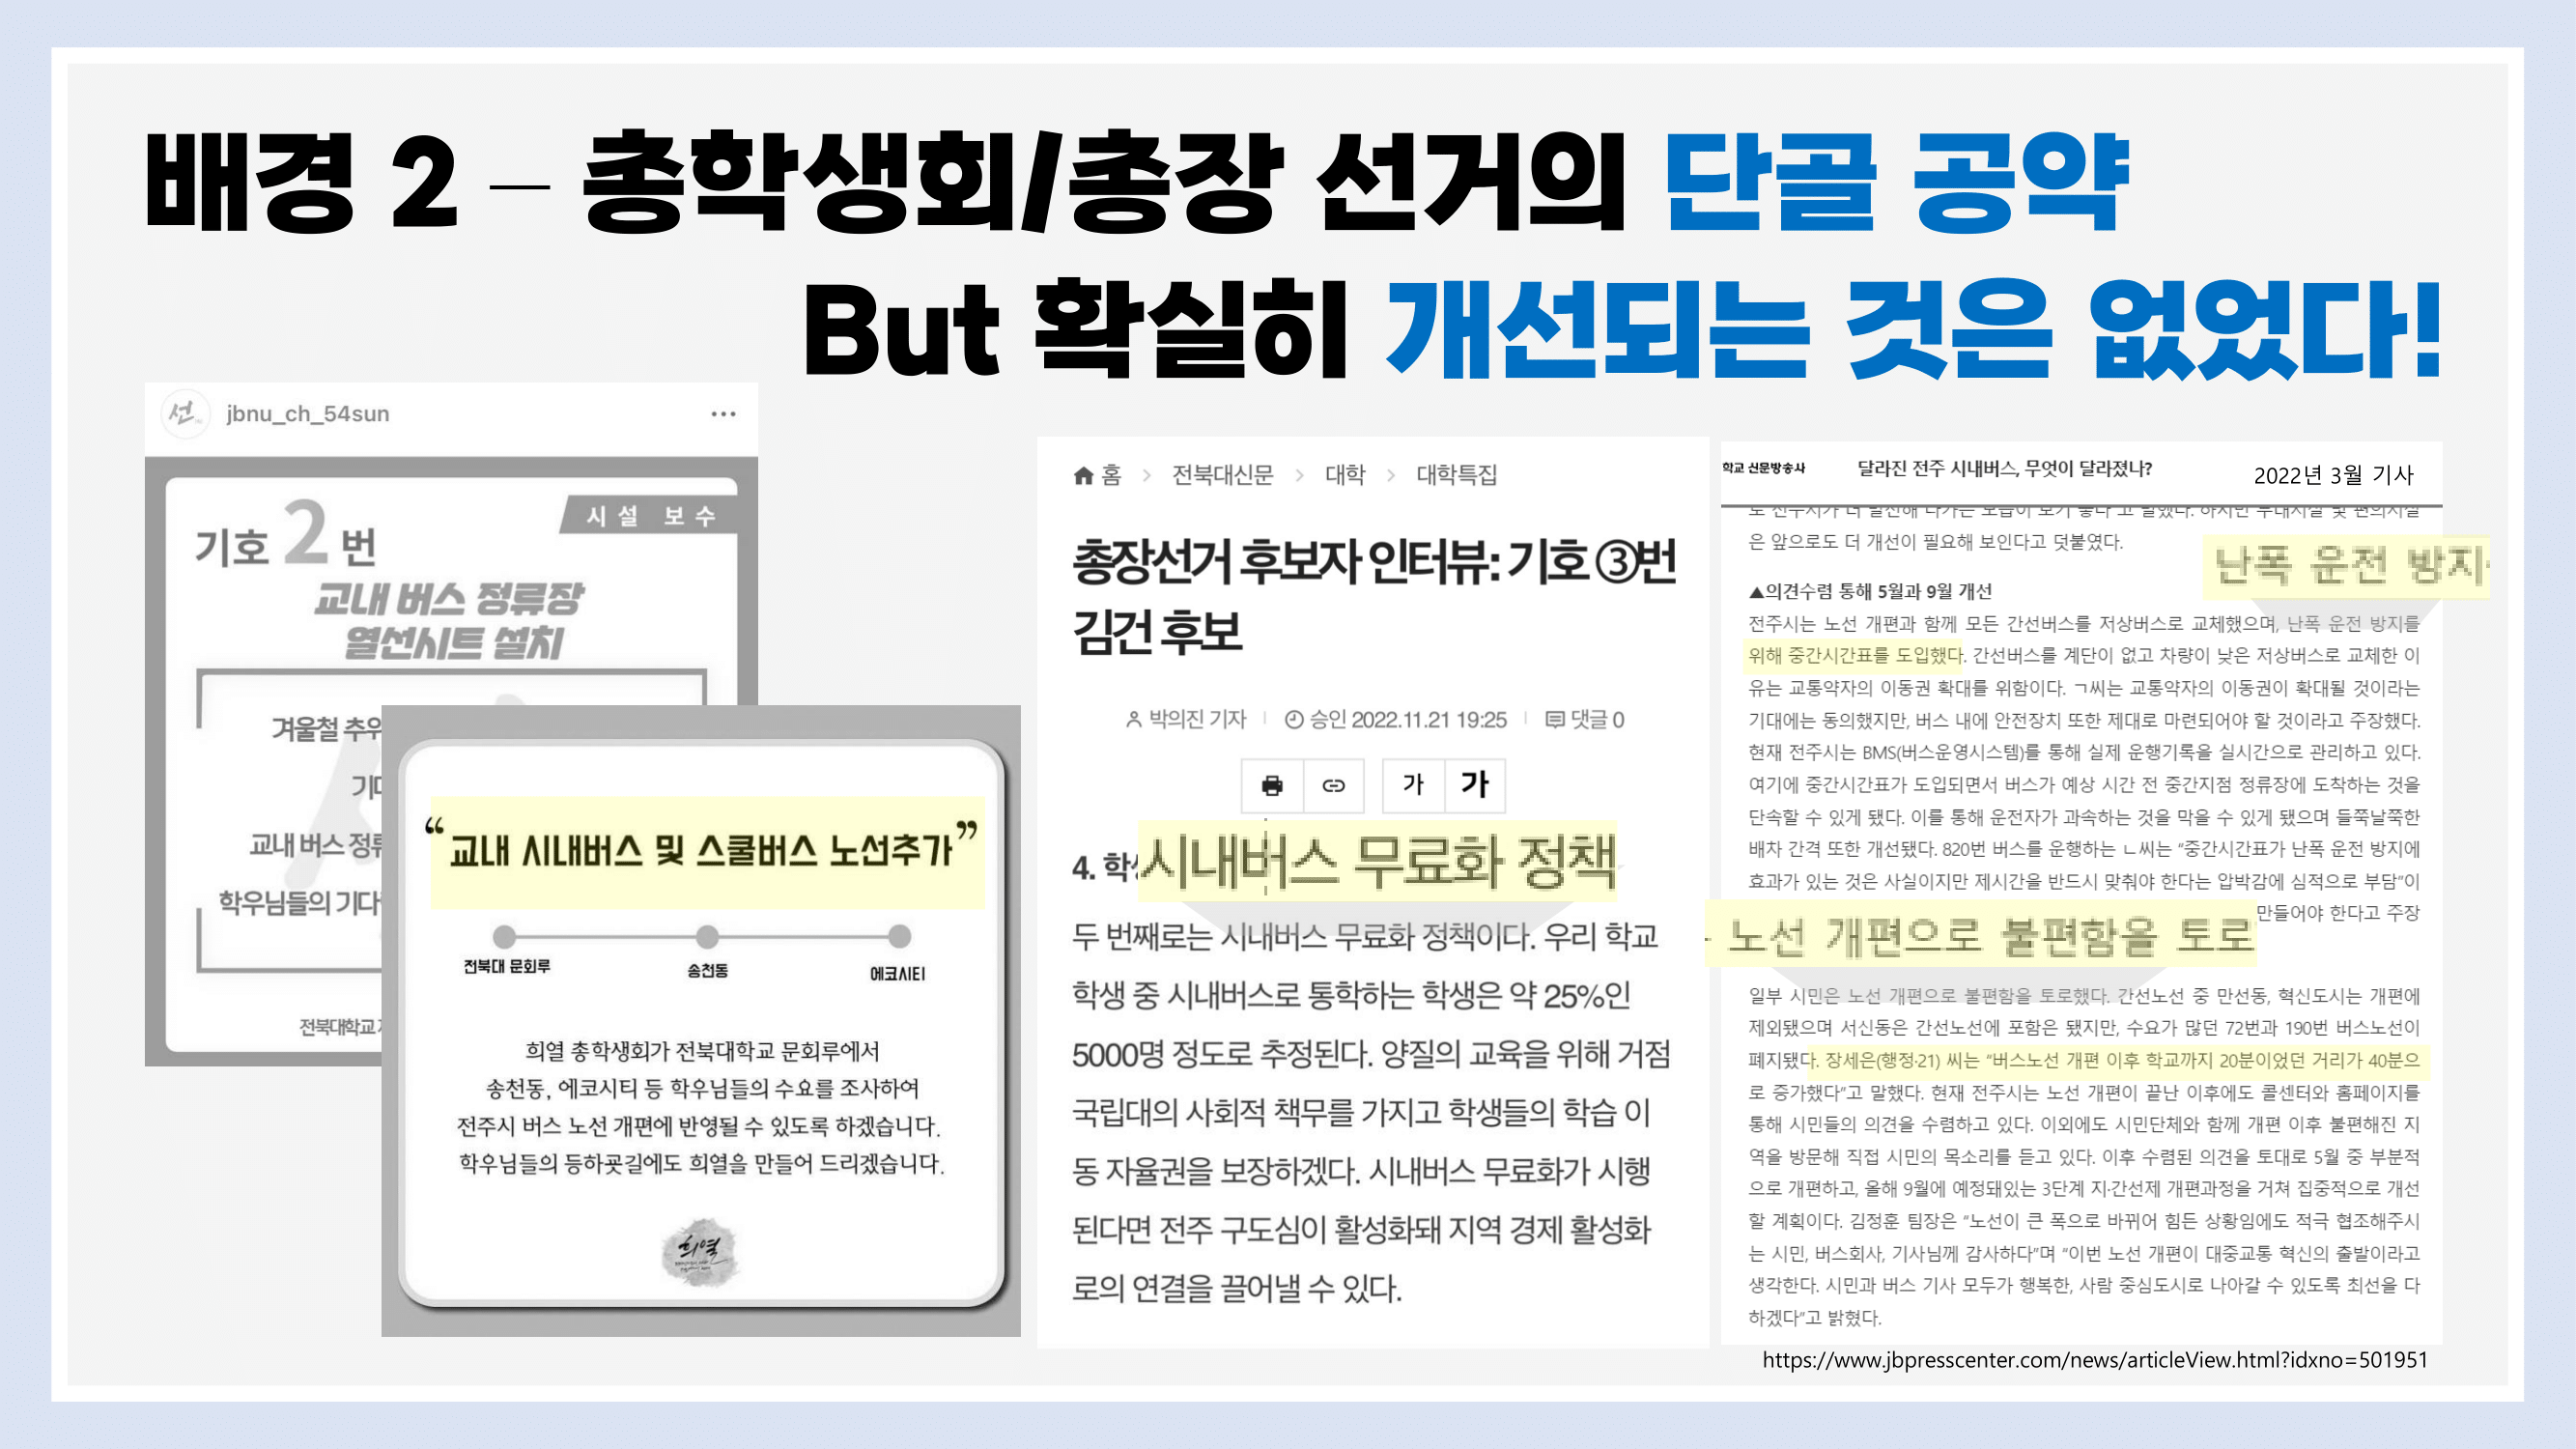 배경 2 – 총학생회/총장 선거의 단골 공약
But 확실히 개선되는 것은 없었다!
선
jbnu_ch_54sun
기호 2 번
시설 보수
교내 버스 정류장
열선시트 설치
겨울철 추위
교내 버스 정류
학우님들의 기다
전북대학교
“교내 시내버스 및 스쿨버스 노선추가”
전북대 문회루
송천동
에코시티
희열 총학생회가 전북대학교 문회루에서
송천동, 에코시티 등 학우님들의 수요를 조사하여
전주시 버스 노선 개편에 반영될 수 있도록 하겠습니다.
학우님들의 등하굣길에도 희열을 만들어 드리겠습니다.
희열
홈 > 전북대신문 > 대학 > 대학특집
총장선거 후보자 인터뷰: 기호 ③번
김건 후보
박의진 기자 | 승인 2022.11.21 19:25 | 댓글 0
가 가
4. 학생
시내버스 무료화 정책
두 번째로는 시내버스 무료화 정책이다. 우리 학교
학생 중 시내버스로 통학하는 학생은 약 25%인
5000명 정도로 추정된다. 양질의 교육을 위해 거점
국립대의 사회적 책무를 가지고 학생들의 학습 이
동 자율권을 보장하겠다. 시내버스 무료화가 시행
된다면 전주 구도심이 활성화돼 지역 경제 활성화
로의 연결을 끌어낼 수 있다.
학교 신문방송사
달라진 전주 시내버스, 무엇이 달라졌나?
2022년 3월 기사
은 앞으로도 더 개선이 필요해 보인다고 덧붙였다.
난폭 운전 방지
▲의견수렴 통해 5월과 9월 개선
전주시는 노선 개편과 함께 모든 간선버스를 저상버스로 교체했으며, 난폭 운전 방지를
위해 중간시간표를 도입했다. 간선버스를 계단이 없고 차량이 낮은 저상버스로 교체한 이
유는 교통약자의 이동권 확대를 위함이다. ㄱ씨는 교통약자의 이동권이 확대될 것이라는
기대에는 동의했지만, 버스 내에 안전장치 또한 제대로 마련되어야 할 것이라고 주장했다.
현재 전주시는 BMS(버스운영시스템)를 통해 실제 운행기록을 실시간으로 관리하고 있다.
여기에 중간시간표가 도입되면서 버스가 예상 시간 전 중간지점 정류장에 도착하는 것을
단속할 수 있게 됐다. 이를 통해 운전자가 과속하는 것을 막을 수 있게 됐으며 들쭉날쭉한
배차 간격 또한 개선됐다. 820번 버스를 운행하는 ㄴ씨는 “중간시간표가 난폭 운전 방지에
효과가 있는 것은 사실이지만 제시간을 반드시 맞춰야 한다는 압박감에 심적으로 부담”이
만들어야 한다고 주장
노선 개편으로 불편함을 토로
일부 시민은 노선 개편으로 불편함을 토로했다. 간선노선 중 만선동, 혁신도시는 개편에
제외됐으며 서신동은 간선노선에 포함은 됐지만, 수요가 많던 72번과 190번 버스노선이
폐지됐다. 장세은(행정·21) 씨는 “버스노선 개편 이후 학교까지 20분이었던 거리가 40분으
로 증가했다”고 말했다. 현재 전주시는 노선 개편이 끝난 이후에도 콜센터와 홈페이지를
통해 시민들의 의견을 수렴하고 있다. 이외에도 시민단체와 함께 개편 이후 불편해진 지
역을 방문해 직접 시민의 목소리를 듣고 있다. 이후 수렴된 의견을 토대로 5월 중 부분적
으로 개편하고, 올해 9월에 예정돼있는 3단계 지·간선제 개편과정을 거쳐 집중적으로 개선
할 계획이다. 김정훈 팀장은 “노선이 큰 폭으로 바뀌어 힘든 상황임에도 적극 협조해주시
는 시민, 버스회사, 기사님께 감사하다”며 “이번 노선 개편이 대중교통 혁신의 출발이라고
생각한다. 시민과 버스 기사 모두가 행복한, 사람 중심도시로 나아갈 수 있도록 최선을 다
하겠다”고 밝혔다.
https://www.jbpresscenter.com/news/articleView.html?idxno=501951